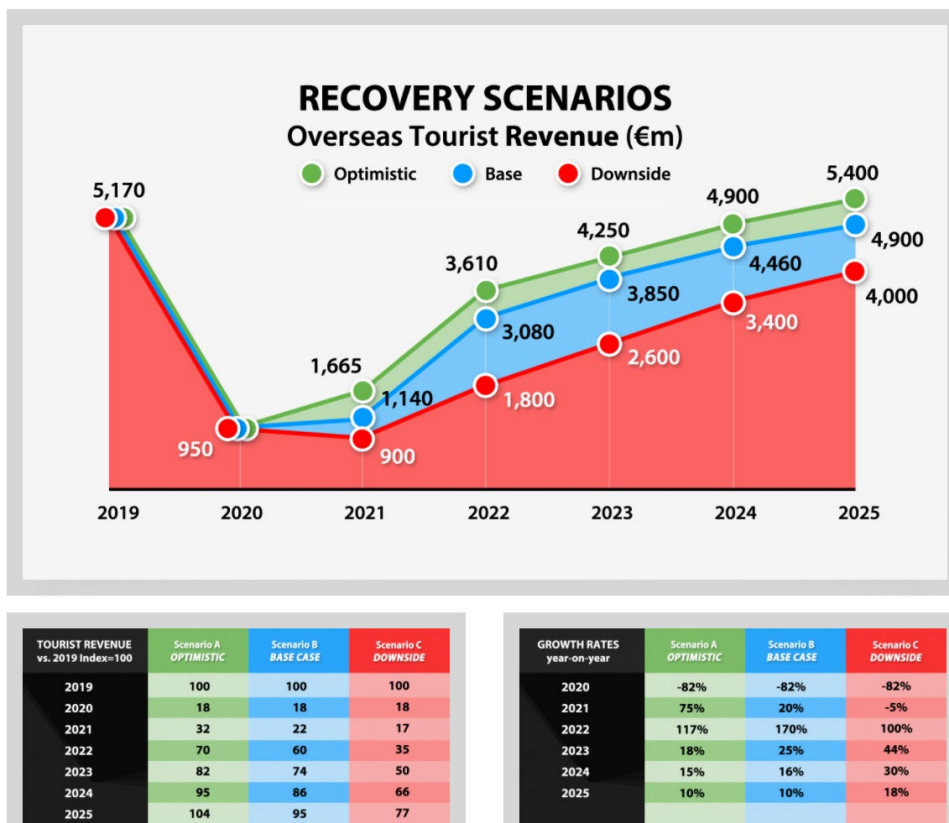 RECOVERY SCENARIOS
Overseas Tourist Revenue (€m)
Optimistic Base Downside
5,170
950
1,665
1,140
900
3,610
3,080
1,800
4,250
3,850
2,600
4,900
4,460
3,400
5,400
4,900
4,000
2019 2020 2021 2022 2023 2024 2025
TOURIST REVENUE Scenario A Scenario B Scenario C
vs. 2019 Index=100 OPTIMISTIC BASE CASE DOWNSIDE
2019 100 100 100
2020 18 18 18
2021 32 22 17
2022 70 60 35
2023 82 74 50
2024 95 86 66
2025 104 95 77
GROWTH RATES Scenario A Scenario B Scenario C
year-on-year OPTIMISTIC BASE CASE DOWNSIDE
2020 -82% -82% -82%
2021 75% 20% -5%
2022 117% 170% 100%
2023 18% 25% 44%
2024 15% 16% 30%
2025 10% 10% 18%